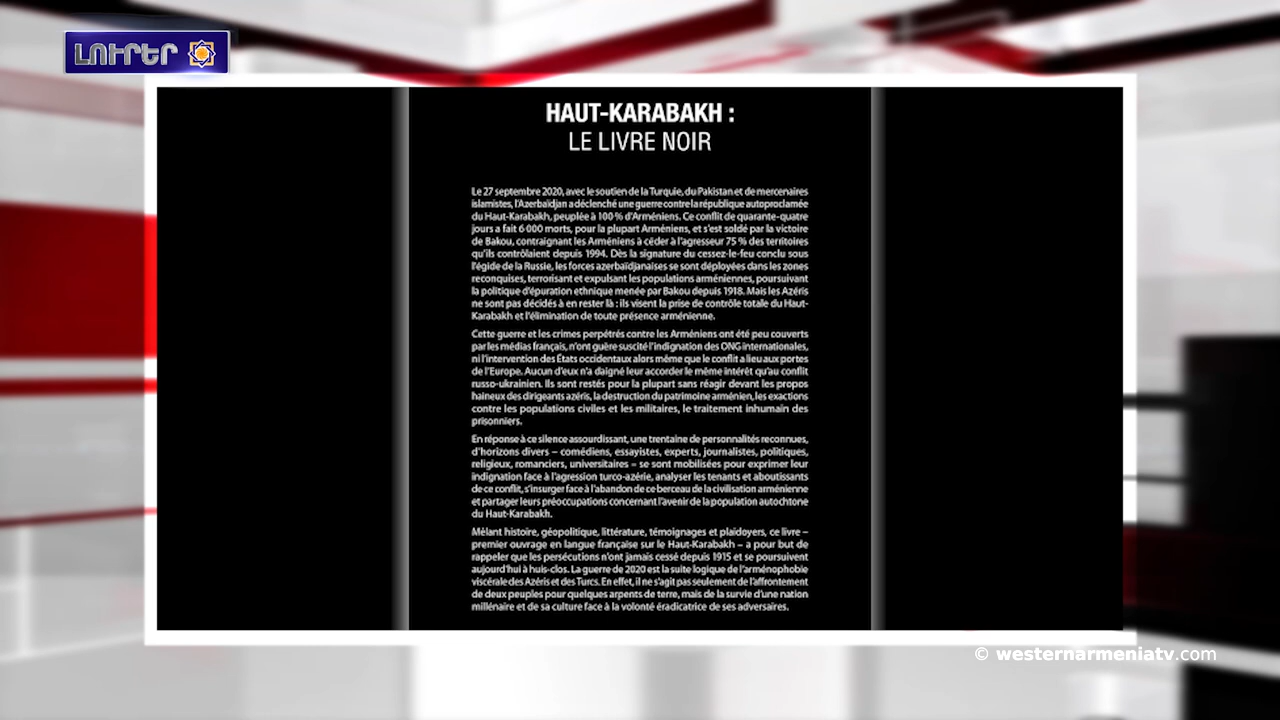 ԼՈՒՐԵՐ
HAUT-KARABAKH :
LE LIVRE NOIR
Le 27 septembre 2020, avec le soutien de la Turquie, du Pakistan et de mercenaires
islamistes, l'Azerbaïdjan a déclenché une guerre contre la république autoproclamée
du Haut-Karabakh, peuplée à 100 % d'Arméniens. Ce conflit de quarante-quatre
jours a fait 6 000 morts, pour la plupart Arméniens, et s'est soldé par la victoire
de Bakou, contraignant les Arméniens à céder à l'agresseur 75 % des territoires
qu'ils contrôlaient depuis 1994. Dès la signature du cessez-le-feu conclu sous
l'égide de la Russie, les forces azerbaïdjanaises se sont déployées dans les zones
reconquises, terrorisant et expulsant les populations arméniennes, poursuivant
la politique d'épuration ethnique menée par Bakou depuis 1918. Mais les Azéris
ne sont pas décidés à en rester là : ils visent la prise de contrôle totale du Haut-
Karabakh et l'élimination de toute présence arménienne.
Cette guerre et les crimes perpétrés contre les Arméniens ont été peu couverts
par les médias français, n'ont guère suscité l'indignation des ONG internationales,
ni l'intervention des États occidentaux alors même que le conflit a lieu aux portes
de l'Europe. Aucun d'eux n'a daigné leur accorder le même intérêt qu'au conflit
russo-ukrainien. Ils sont restés pour la plupart sans réagir devant les propos
haineux des dirigeants azéris, la destruction du patrimoine arménien, les exactions
contre les populations civiles et les militaires, le traitement inhumain des
prisonniers.
En réponse à ce silence assourdissant, une trentaine de personnalités reconnues,
d'horizons divers – comédiens, essayistes, experts, journalistes, politiques,
religieux, romanciers, universitaires – se sont mobilisées pour exprimer leur
indignation face à l'agression turco-azérie, analyser les tenants et aboutissants
de ce conflit, s'insurger face à l'abandon de ce berceau de la civilisation arménienne
et partager leurs préoccupations concernant l'avenir de la population autochtone
du Haut-Karabakh.
Mêlant histoire, géopolitique, littérature, témoignages et plaidoyers, ce livre –
premier ouvrage en langue française sur le Haut-Karabakh – a pour but de
rappeler que les persécutions n'ont jamais cessé depuis 1915 et se poursuivent
aujourd'hui à huis-clos. La guerre de 2020 est la suite logique de l'arménophobie
viscérale des Azéris et des Turcs. En effet, il ne s'agit pas seulement de l'affrontement
de deux peuples pour quelques arpents de terre, mais de la survie d'une nation
millénaire et de sa culture face à la volonté éradicatrice de ses adversaires.
© westernarmeniatv.com